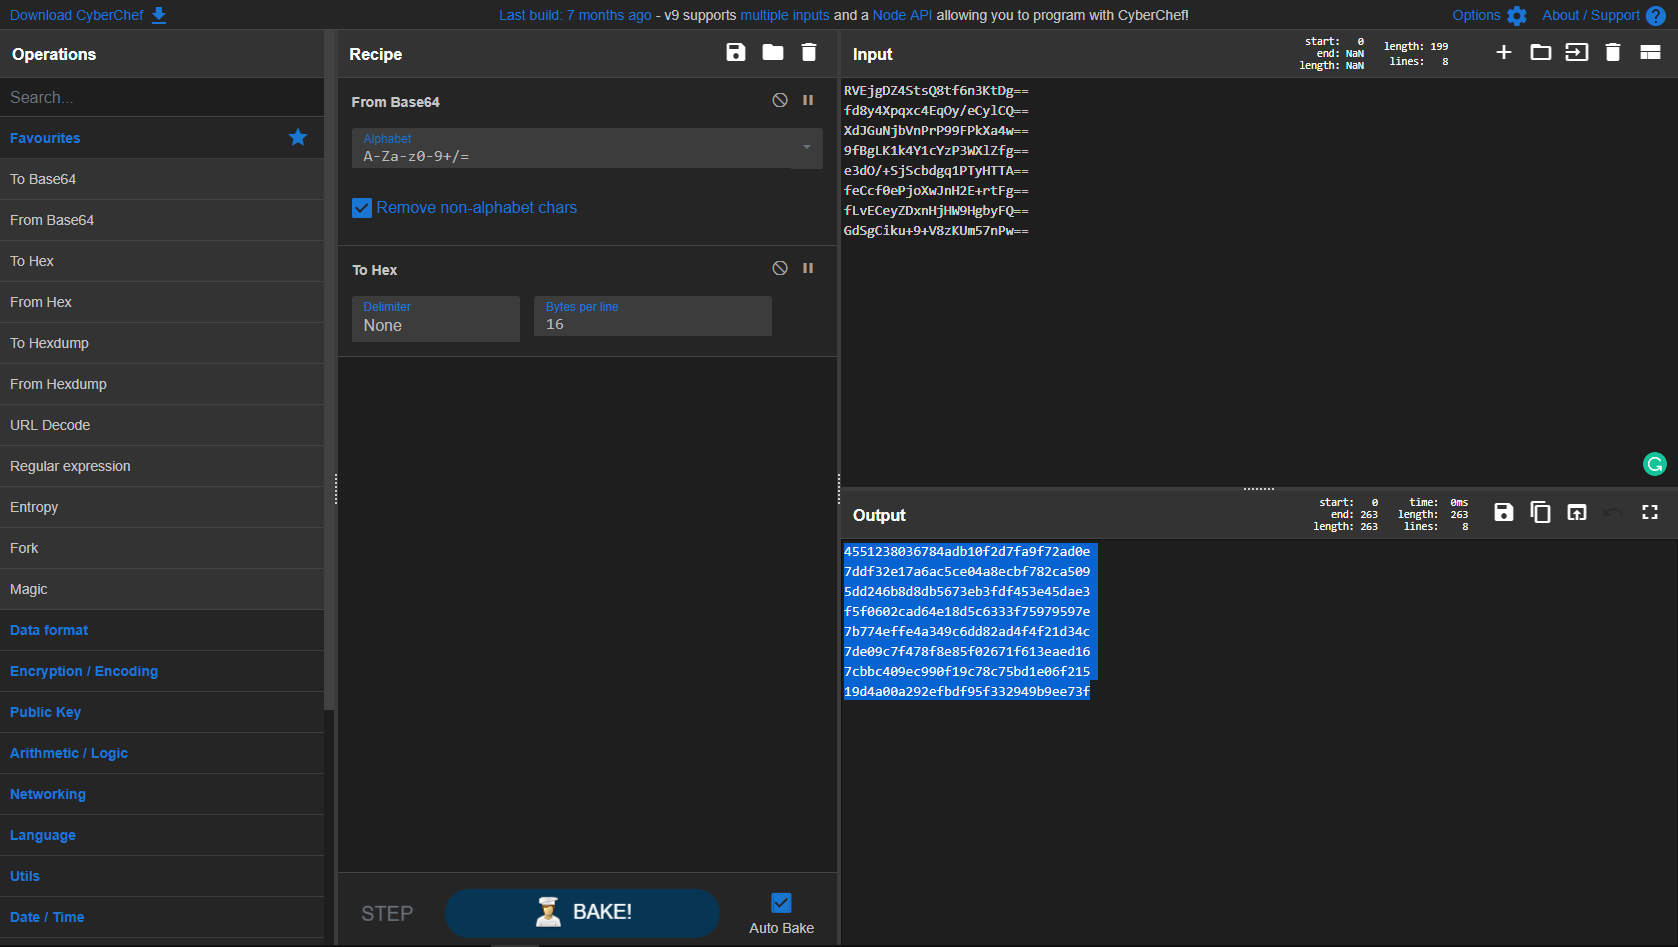 Download CyberChef
Last build: 7 months ago - v9 supports multiple inputs and a Node API allowing you to program with CyberChef!
Options
About / Support
Operations
Search...
Favourites
To Base64
From Base64
To Hex
From Hex
To Hexdump
From Hexdump
URL Decode
Regular expression
Entropy
Fork
Magic
Data format
Encryption / Encoding
Public Key
Arithmetic / Logic
Networking
Language
Utils
Date / Time
Recipe
From Base64
Alphabet
A-Za-z0-9+/=
Remove non-alphabet chars
To Hex
Delimiter
None
Bytes per line
16
STEP
BAKE!
Auto Bake
Input
start: 0
end: NaN
length: NaN
length: 199
lines: 8
RVEjgDZ4StsQ8tf6n3KtDg==
fd8y4Xpqxc4EqOy/eCylCQ==
XdJGuNjbVnPrP99FPkXa4w==
9fBgLK1k4Y1cYzP3WXlZfg==
e3dO/+SjScbdgq1PTyHTTA==
feCcf0ePjoXwJnH2E+rtFg==
fLvECeyZDxnHjHW9HgbyFQ==
GdSgCiku+9+V8zKUm57nPw==
Output
start: 0
end: 263
length: 263
time: 0ms
length: 263
lines: 8
4551238036784adb10f2d7fa9f72ad0e
7ddf32e17a6ac5ce04a8ecbf782ca509
5dd246b8d8db5673eb3fdf453e45dae3
f5f0602cad64e18d5c6333f75979597e
7b774effe4a349c6dd82ad4f4f21d34c
7de09c7f478f8e85f02671f613eaed16
7cbbc409ec990f19c78c75bd1e06f215
19d4a00a292efbdf95f332949b9ee73f